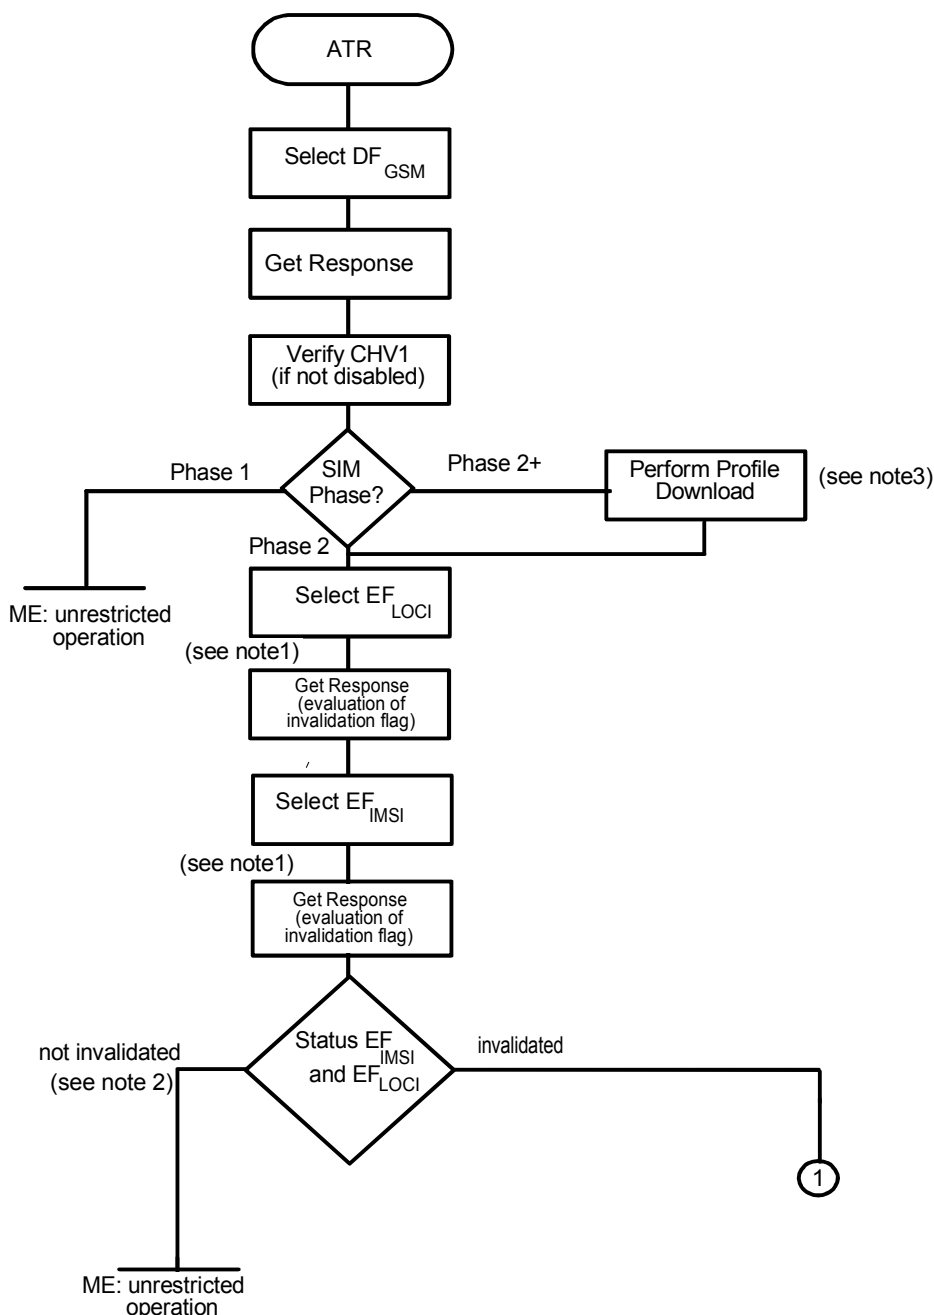 ATR
Select DF GSM
Get Response
Verify CHV1
(if not disabled)
Phase 1
SIM
Phase?
Phase 2+
Perform Profile
Download
(see note3)
Phase 2
ME: unrestricted
operation
Select EF LOCI
(see note1)
Get Response
(evaluation of
invalidation flag)
Select EF IMSI
(see note1)
Get Response
(evaluation of
invalidation flag)
not invalidated
(see note 2)
Status EF IMSI
and EF LOCI
invalidated
1
ME: unrestricted
operation